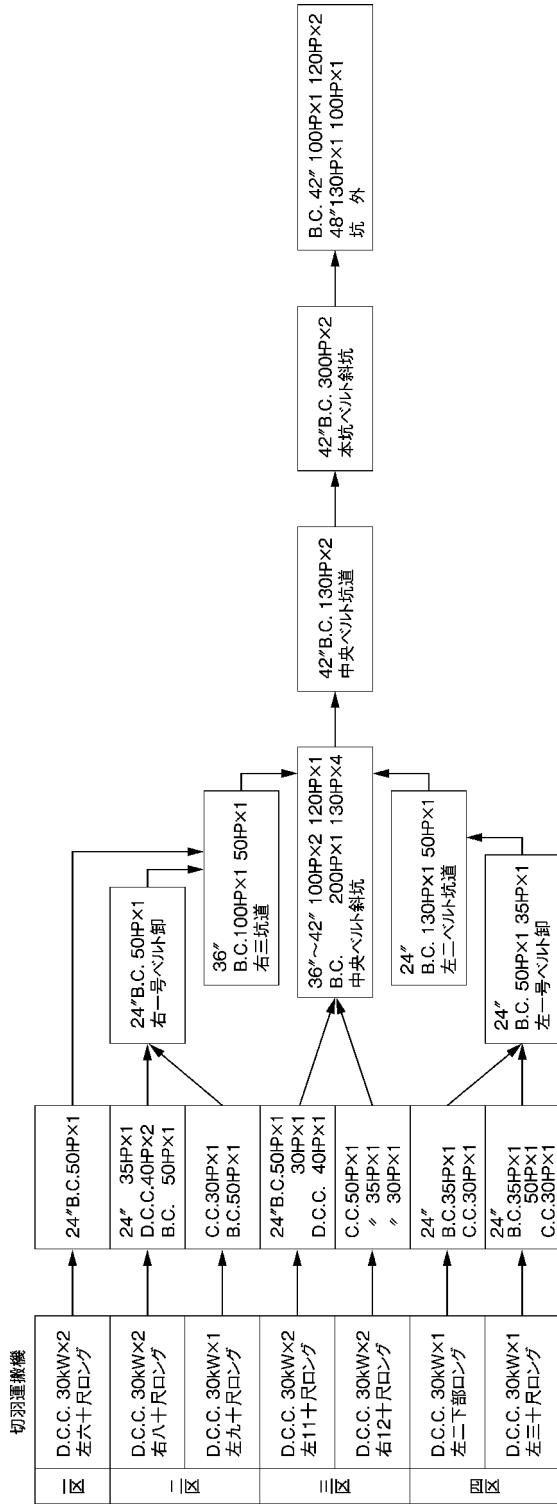 切羽運搬機
一区
D.C.C. 30kW×2
左六十尺ロング
24″B.C.50HP×1
二区
D.C.C. 30kW×2
右八十尺ロング
24″ 35HP×1
D.C.C.40HP×2
B.C. 50HP×1
D.C.C. 30kW×1
左九十尺ロング
C.C.30HP×1
B.C.50HP×1
三区
D.C.C. 30kW×2
左11十尺ロング
24″B.C.50HP×1
30HP×1
D.C.C. 40HP×1
D.C.C. 30kW×2
右12十尺ロング
C.C.50HP×1
〃 35HP×1
〃 30HP×1
四区
D.C.C. 30kW×1
左二下部ロング
24″
B.C.35HP×1
C.C.30HP×1
D.C.C. 30kW×1
左三十尺ロング
24″
B.C.35HP×1
50HP×1
C.C.30HP×1
24″B.C. 50HP×1
右一号ベルト卸
36″
B.C.100HP×1 50HP×1
右三坑道
36″～42″ 100HP×2 120HP×1
B.C. 200HP×1 130HP×4
中央ベルト斜坑
24″
B.C. 130HP×1 50HP×1
左二ベルト坑道
24″
B.C. 50HP×1 35HP×1
左一号ベルト卸
42″B.C. 130HP×2
中央ベルト坑道
42″B.C. 300HP×2
本坑ベルト斜坑
B.C. 42″ 100HP×1 120HP×2
48″130HP×1 100HP×1
坑 外